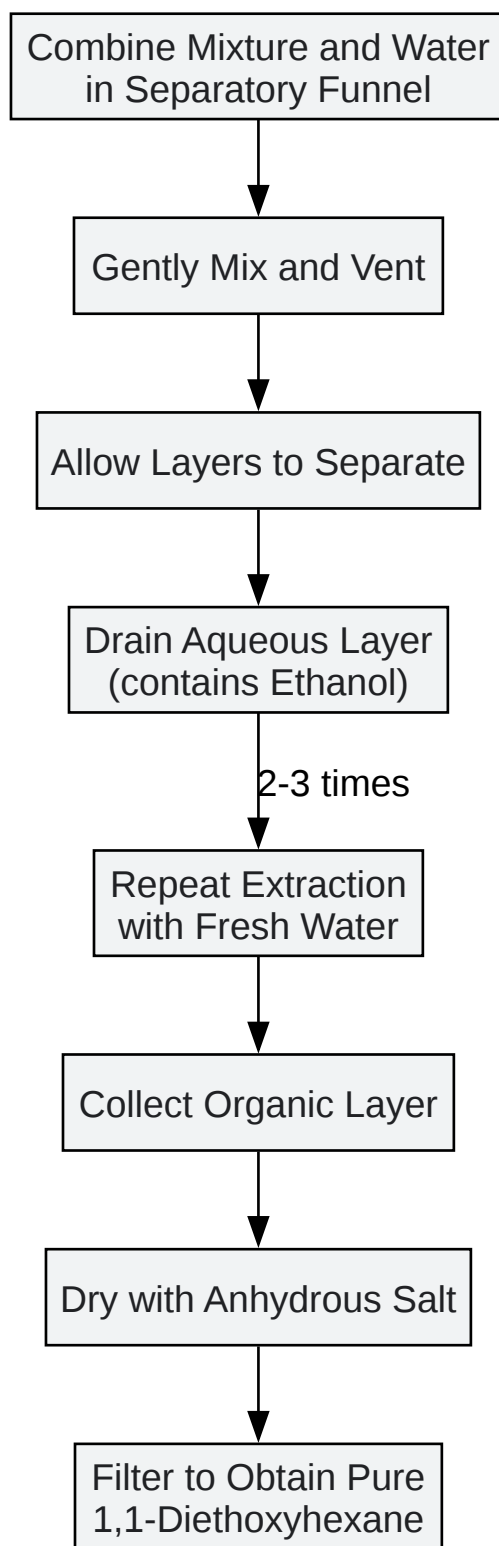 Combine Mixture and Water
in Separatory Funnel
Gently Mix and Vent
Allow Layers to Separate
Drain Aqueous Layer
(contains Ethanol)
2-3 times
Repeat Extraction
with Fresh Water
Collect Organic Layer
Dry with Anhydrous Salt
Filter to Obtain Pure
1,1-Diethoxyhexane